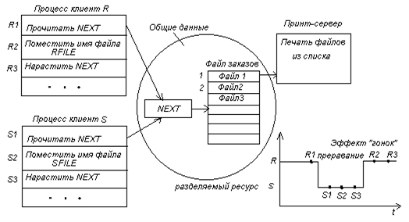 Процесс клиент R
R1
Прочитать NEXT
R2
Поместить имя файла
RFILE
R3
Нарастить NEXT
- - -
Процесс клиент S
S1
Прочитать NEXT
S2
Поместить имя файла
SFILE
S3
Нарастить NEXT
- - -
Общие данные
Файл заказов
1
Файл 1
2
Файл2
Файл3
NEXT
разделяемый ресурс
Принт-сервер
Печать файлов
из списка
Эффект "гонок"
R
R1
прерывание
R2
R3
S
S1
S2
S3
t